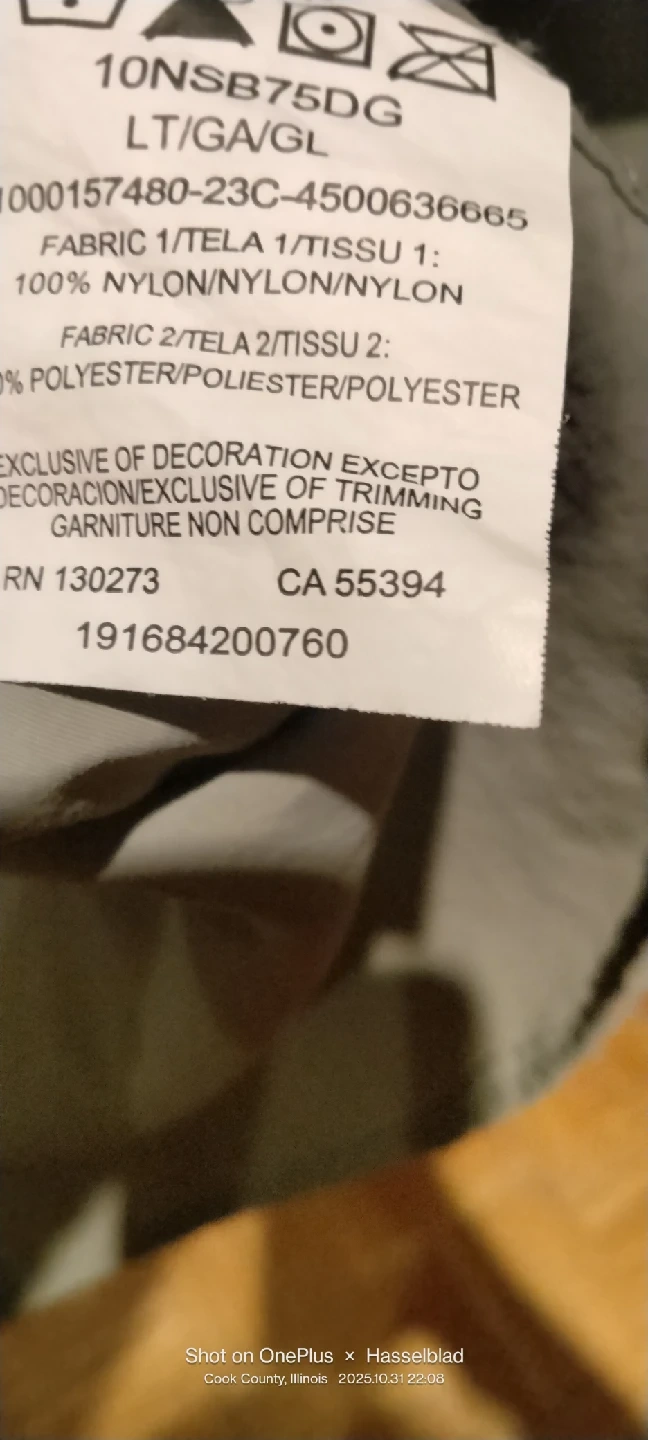 10NSB75DG
LT/GA/GL
000157480-23C-4500636665
FABRIC 1/TELA 1/TISSU 1:
100% NYLON/NYLON/NYLON
FABRIC 2/TELA 2/TISSU 2:
% POLYESTER/POLIESTER/POLYESTER
EXCLUSIVE OF DECORATION EXCEPTO
DECORACION/EXCLUSIVE OF TRIMMING
GARNITURE NON COMPRISE
RN 130273 CA 55394
191684200760
Shot on OnePlus × Hasselblad
Cook County, Illinois 2025.10.31 22:08